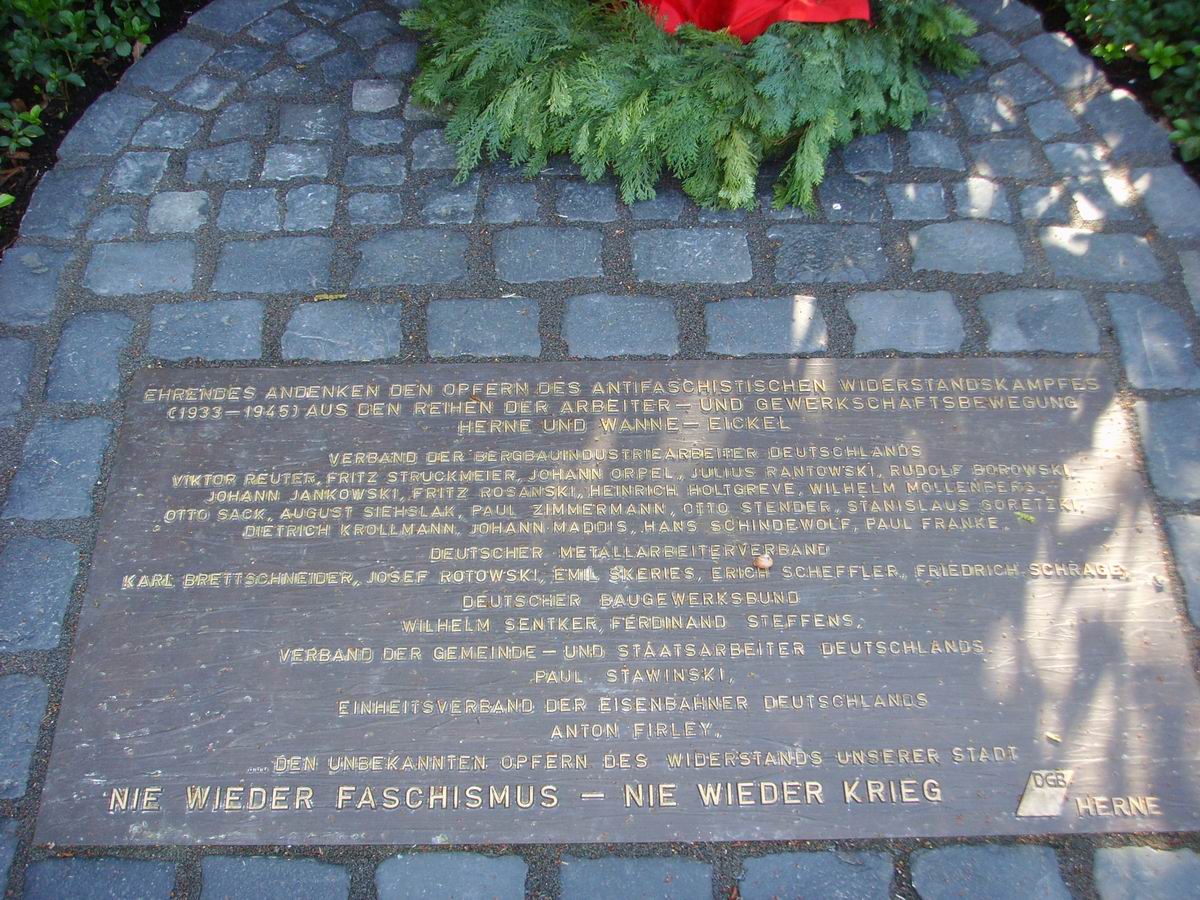 EHRENDES ANDENKEN DEN OPFERN DES ANTIFASCHISTISCHEN WIDERSTANDSKAMPFES
(1933-1945) AUS DEN REIHEN DER ARBEITER- UND GEWERKSCHAFTSBEWEGUNG
HERNE UND WANNE-EICKEL
VERBAND DER BERGBAUINDUSTRIEARBEITER DEUTSCHLANDS
VIKTOR REUTER, FRITZ STRUCKMEIER, JOHANN ORPEL, JULIUS RANTOWSKI, RUDOLF BOROWSKI,
JOHANN JANKOWSKI, FRITZ ROSANSKI, HEINRICH HOLTGREVE, WILHELM MOLLENBERS,
OTTO SACK, AUGUST SIEHSLAK, PAUL ZIMMERMANN, OTTO STENDER, STANISLAUS GORETZKI,
DIETRICH KROLLMANN, JOHANN MADOIS, HANS SCHINDEWOLF, PAUL FRANKE,
DEUTSCHER METALLARBEITERVERBAND
KARL BRETTSCHNEIDER, JOSEF ROTOWSKI, EMIL SKERIES, ERICH SCHEFFLER, FRIEDRICH SCHRAGE,
DEUTSCHER BAUGEWERKSBUND
WILHELM SENTKER, FERDINAND STEFFENS,
VERBAND DER GEMEINDE- UND STAATSARBEITER DEUTSCHLANDS
PAUL STAWINSKI,
EINHEITSVERBAND DER EISENBAHNER DEUTSCHLANDS
ANTON FIRLEY,
DEN UNBEKANNTEN OPFERN DES WIDERSTANDS UNSERER STADT
NIE WIEDER FASCHISMUS - NIE WIEDER KRIEG
DGB HERNE